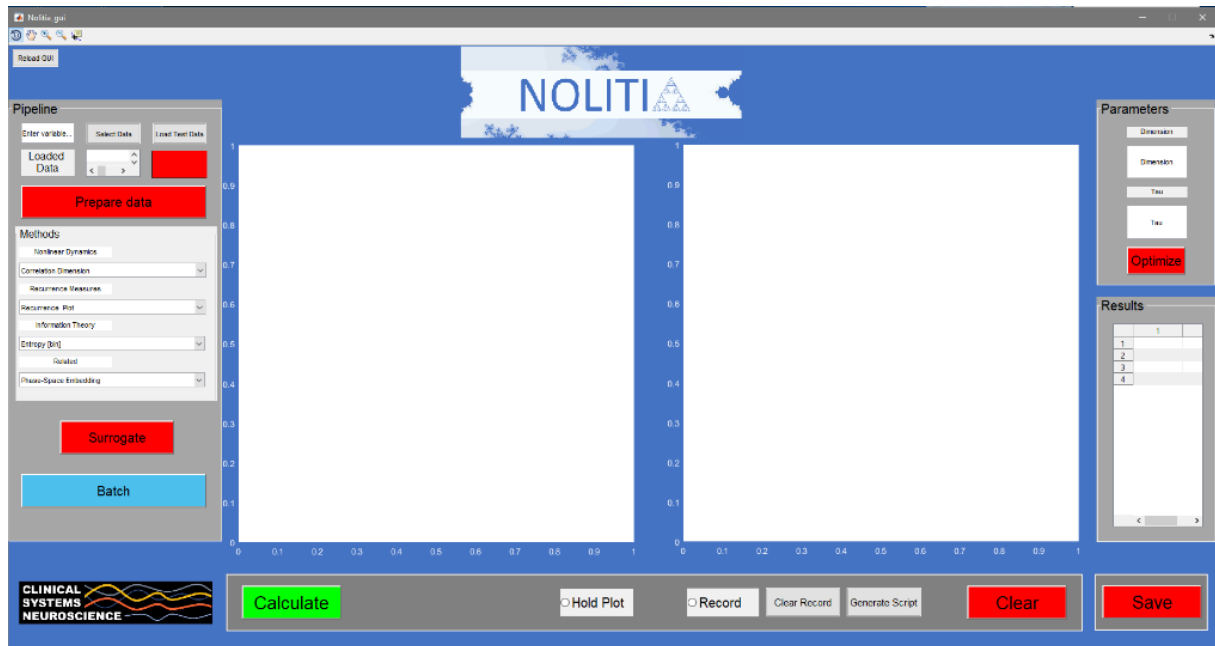 Nolitia_gui
Reload GUI
NOLITIA
Pipeline
Enter variable...
Select Data
Load Test Data
Loaded
Data
Prepare data
Methods
Nonlinear Dynamics
Correlation Dimension
Recurrence Measures
Recurrence Plot
Information Theory
Entropy [bin]
Related
Phase-Space Embedding
Surrogate
Batch
1
0.9
0.8
0.7
0.6
0.5
0.4
0.3
0.2
0.1
0
0 0.1 0.2 0.3 0.4 0.5 0.6 0.7 0.8 0.9 1
1
0.9
0.8
0.7
0.6
0.5
0.4
0.3
0.2
0.1
0
0 0.1 0.2 0.3 0.4 0.5 0.6 0.7 0.8 0.9 1
Parameters
Dimension
Dimension
Tau
Tau
Optimize
Results
1
1
2
3
4
CLINICAL
SYSTEMS
NEUROSCIENCE
Calculate
Hold Plot
Record
Clear Record
Generate Script
Clear
Save